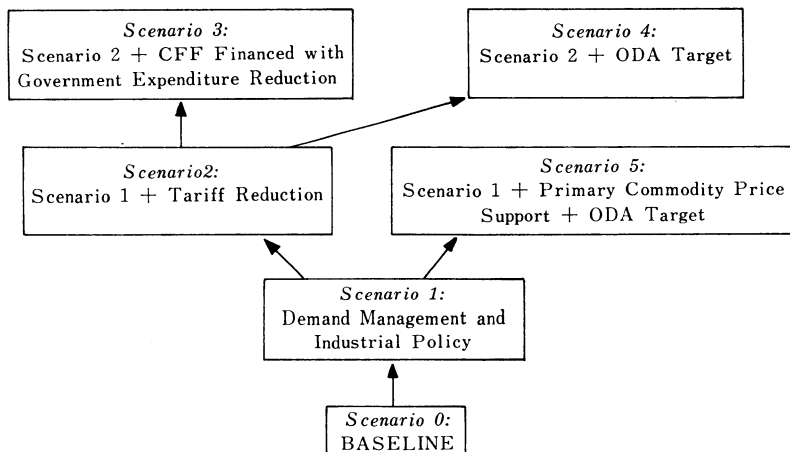 Scenario 3:
Scenario 2 + CFF Financed with
Government Expenditure Reduction
Scenario 4:
Scenario 2 + ODA Target
Scenario2:
Scenario 1 + Tariff Reduction
Scenario 5:
Scenario 1 + Primary Commodity Price
Support + ODA Target
Scenario 1:
Demand Management and
Industrial Policy
Scenario 0:
BASELINE